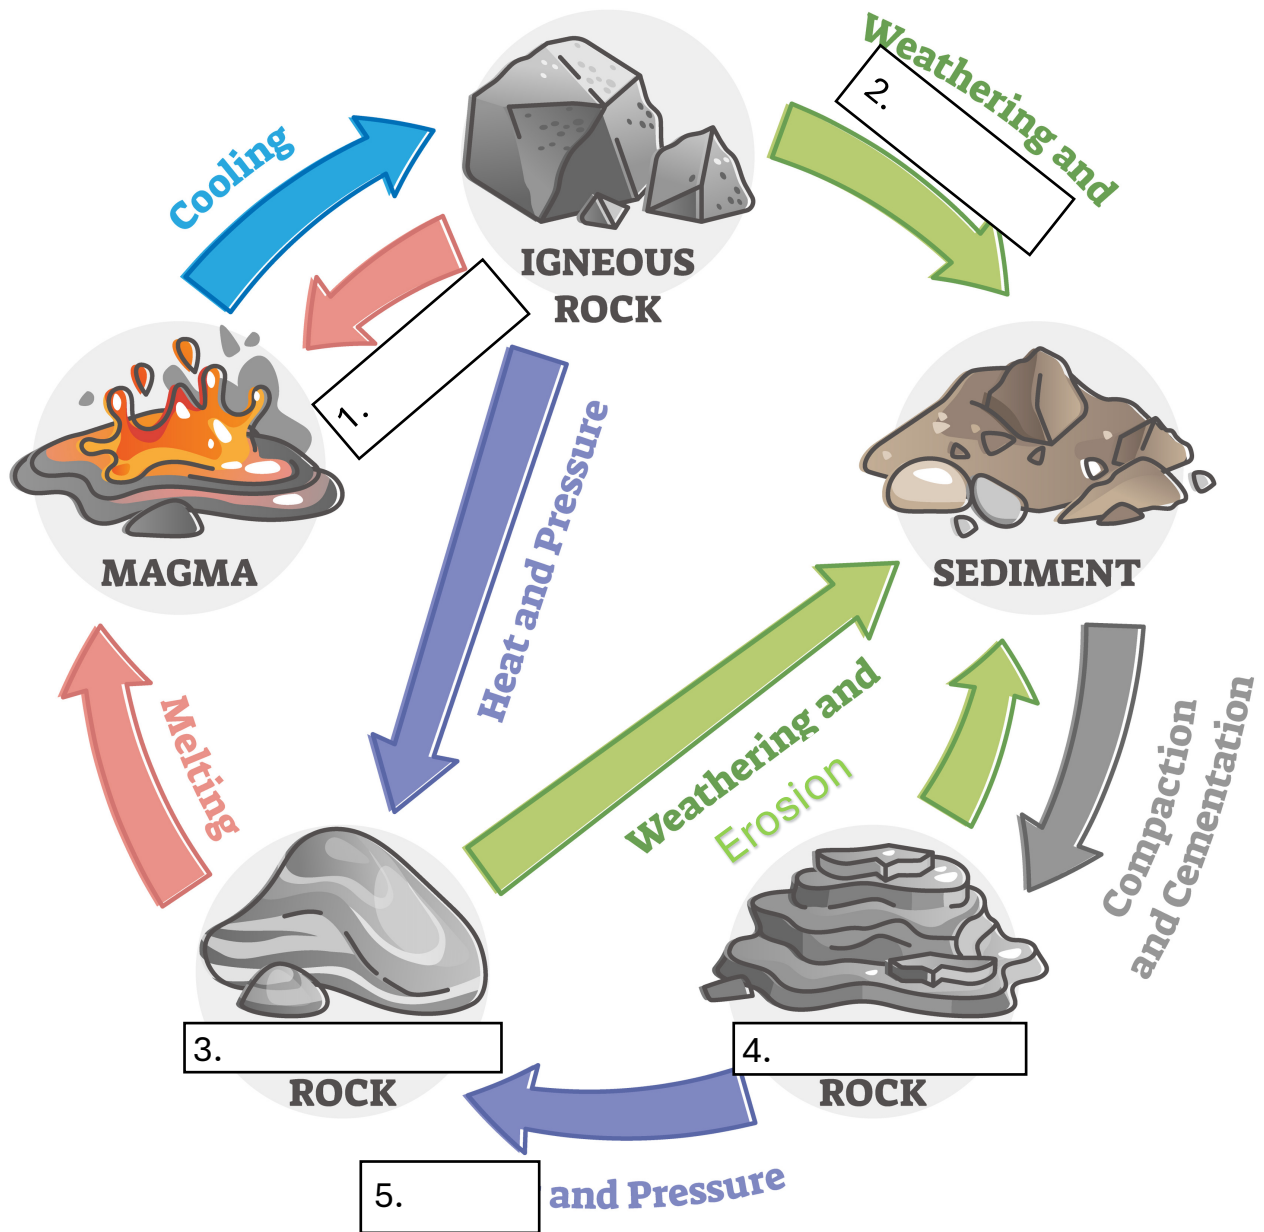 Weathering and
2.
Cooling
IGNEOUS
ROCK
1.
Heat and Pressure
MAGMA
SEDIMENT
Melting
Weathering and
Erosion
Compaction
and Cementation
3.
ROCK
4.
ROCK
5.
and Pressure